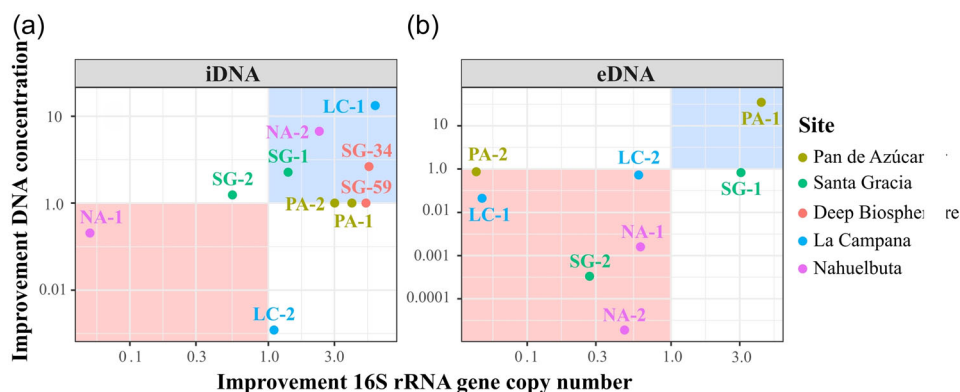 (a)
(b)
Improvement DNA concentration
iDNA
eDNA
10
1.0
0.01
LC-1
NA-2
SG-34
SG-1
SG-2
SG-59
PA-2
PA-1
NA-1
LC-2
0.1
0.3
1.0
3.0
10
1.0
0.01
0.0001
PA-1
PA-2
LC-2
SG-1
LC-1
NA-1
SG-2
NA-2
0.1
0.3
1.0
3.0
Improvement 16S rRNA gene copy number
Site
Pan de Azúcar
Santa Gracia
Deep Biosphere
La Campana
Nahuelbuta